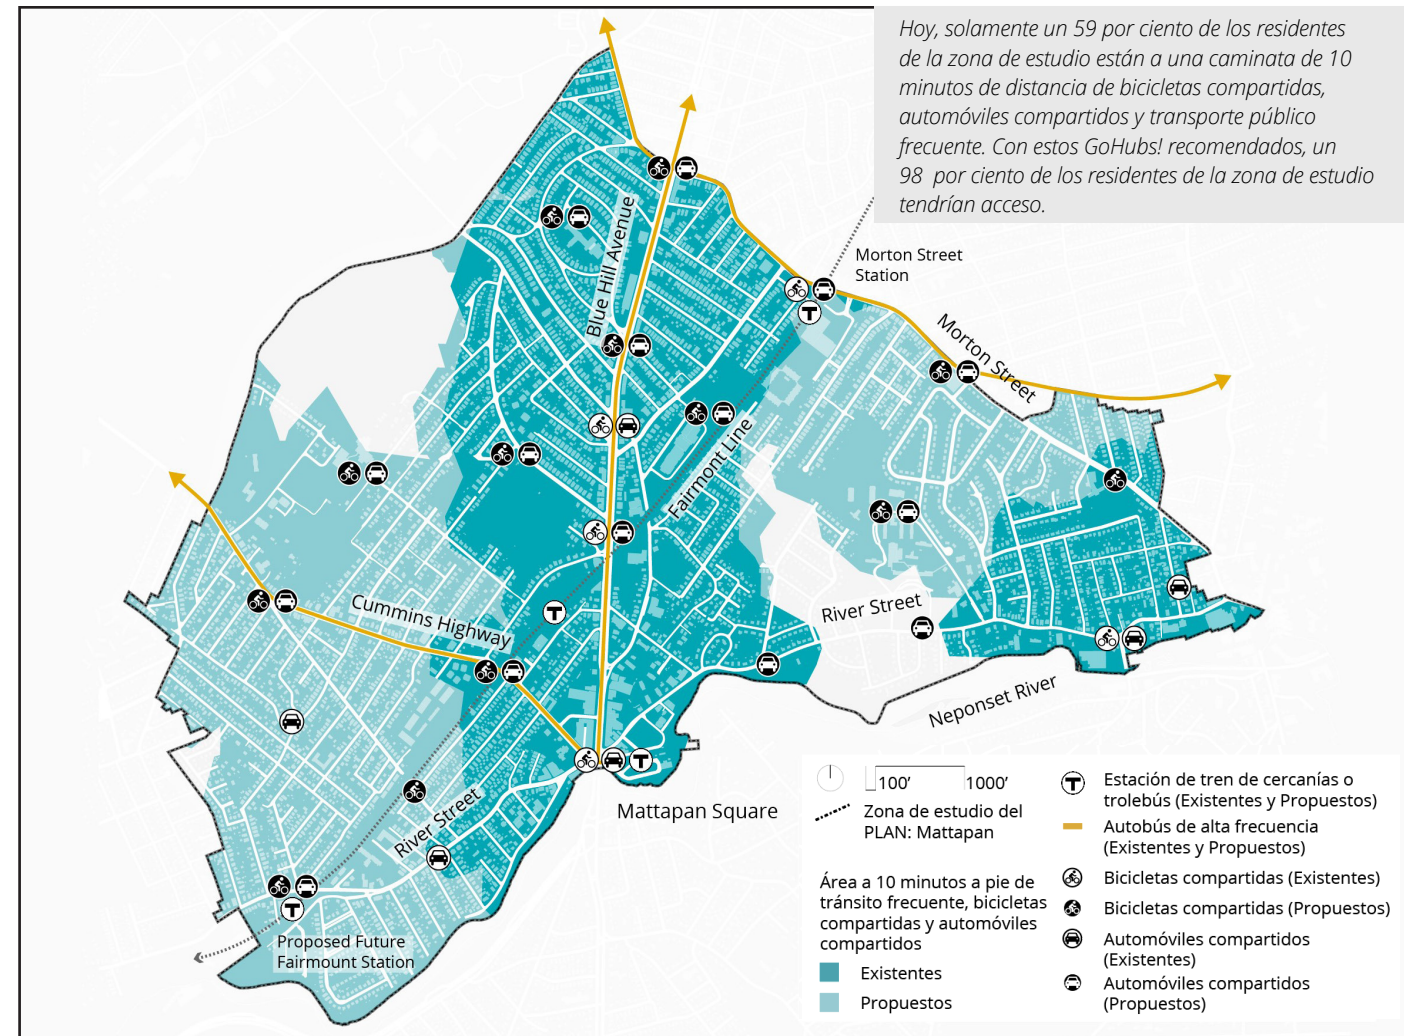 Hoy, solamente un 59 por ciento de los residentes
de la zona de estudio están a una caminata de 10
minutos de distancia de bicicletas compartidas,
automóviles compartidos y transporte público
frecuente. Con estos GoHubs! recomendados, un
98 por ciento de los residentes de la zona de estudio
tendrían acceso.
Blue Hill Avenue
Morton Street
Station
Morton Street
Fairmont Line
Cummins Highway
River Street
Neponset River
Mattapan Square
River Street
Proposed Future
Fairmount Station
100’
1000’
Zona de estudio del
PLAN: Mattapan
Área a 10 minutos a pie de
tránsito frecuente, bicicletas
compartidas y automóviles
compartidos
Existentes
Propuestos
Estación de tren de cercanías o
trolebús (Existentes y Propuestos)
Autobús de alta frecuencia
(Existentes y Propuestos)
Bicicletas compartidas (Existentes)
Bicicletas compartidas (Propuestos)
Automóviles compartidos
(Existentes)
Automóviles compartidos
(Propuestos)
T
T
T
T
T